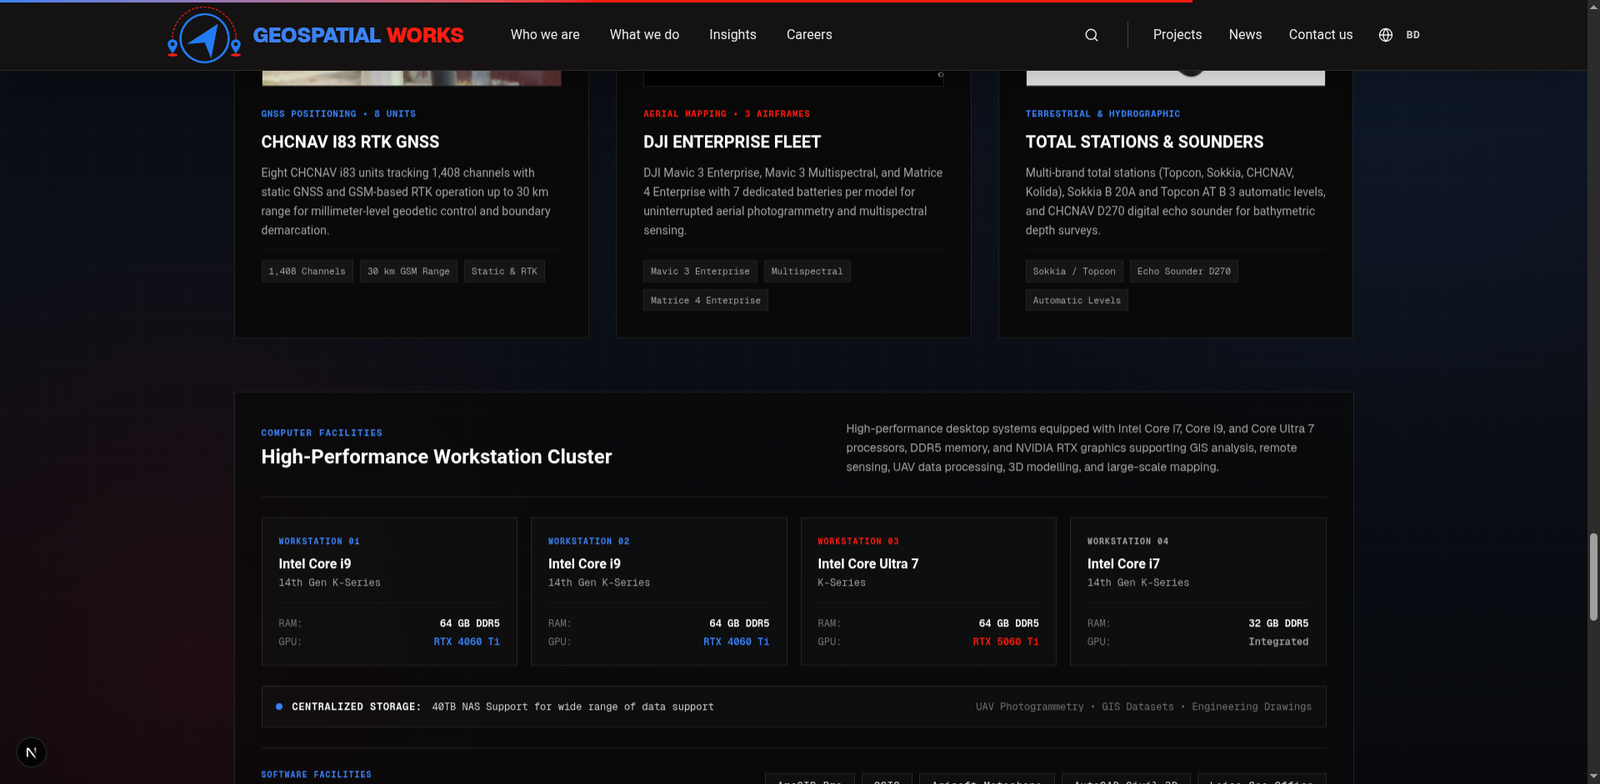 GEOSPATIAL WORKS
Who we are
What we do
Insights
Careers
Projects
News
Contact us
BD
GNSS POSITIONING • 8 UNITS
CHCNAV I83 RTK GNSS
Eight CHCNAV i83 units tracking 1,408 channels with
static GNSS and GSM-based RTK operation up to 30 km
range for millimeter-level geodetic control and boundary
demarcation.
1,408 Channels
30 km GSM Range
Static & RTK
AERIAL MAPPING • 3 AIRFRAMES
DJI ENTERPRISE FLEET
DJI Mavic 3 Enterprise, Mavic 3 Multispectral, and Matrice
4 Enterprise with 7 dedicated batteries per model for
uninterrupted aerial photogrammetry and multispectral
sensing.
Mavic 3 Enterprise
Multispectral
Matrice 4 Enterprise
TERRESTRIAL & HYDROGRAPHIC
TOTAL STATIONS & SOUNDERS
Multi-brand total stations (Topcon, Sokkia, CHCNAV,
Kolida), Sokkia B 20A and Topcon AT B 3 automatic levels,
and CHCNAV D270 digital echo sounder for bathymetric
depth surveys.
Sokkia / Topcon
Echo Sounder D270
Automatic Levels
COMPUTER FACILITIES
High-Performance Workstation Cluster
High-performance desktop systems equipped with Intel Core i7, Core i9, and Core Ultra 7
processors, DDR5 memory, and NVIDIA RTX graphics supporting GIS analysis, remote
sensing, UAV data processing, 3D modelling, and large-scale mapping.
WORKSTATION 01
Intel Core i9
14th Gen K-Series
RAM: 64 GB DDR5
GPU: RTX 4060 Ti
WORKSTATION 02
Intel Core i9
14th Gen K-Series
RAM: 64 GB DDR5
GPU: RTX 4060 Ti
WORKSTATION 03
Intel Core Ultra 7
K-Series
RAM: 64 GB DDR5
GPU: RTX 5060 Ti
WORKSTATION 04
Intel Core i7
14th Gen K-Series
RAM: 32 GB DDR5
GPU: Integrated
CENTRALIZED STORAGE: 40TB NAS Support for wide range of data support
UAV Photogrammetry • GIS Datasets • Engineering Drawings
N
SOFTWARE FACILITIES